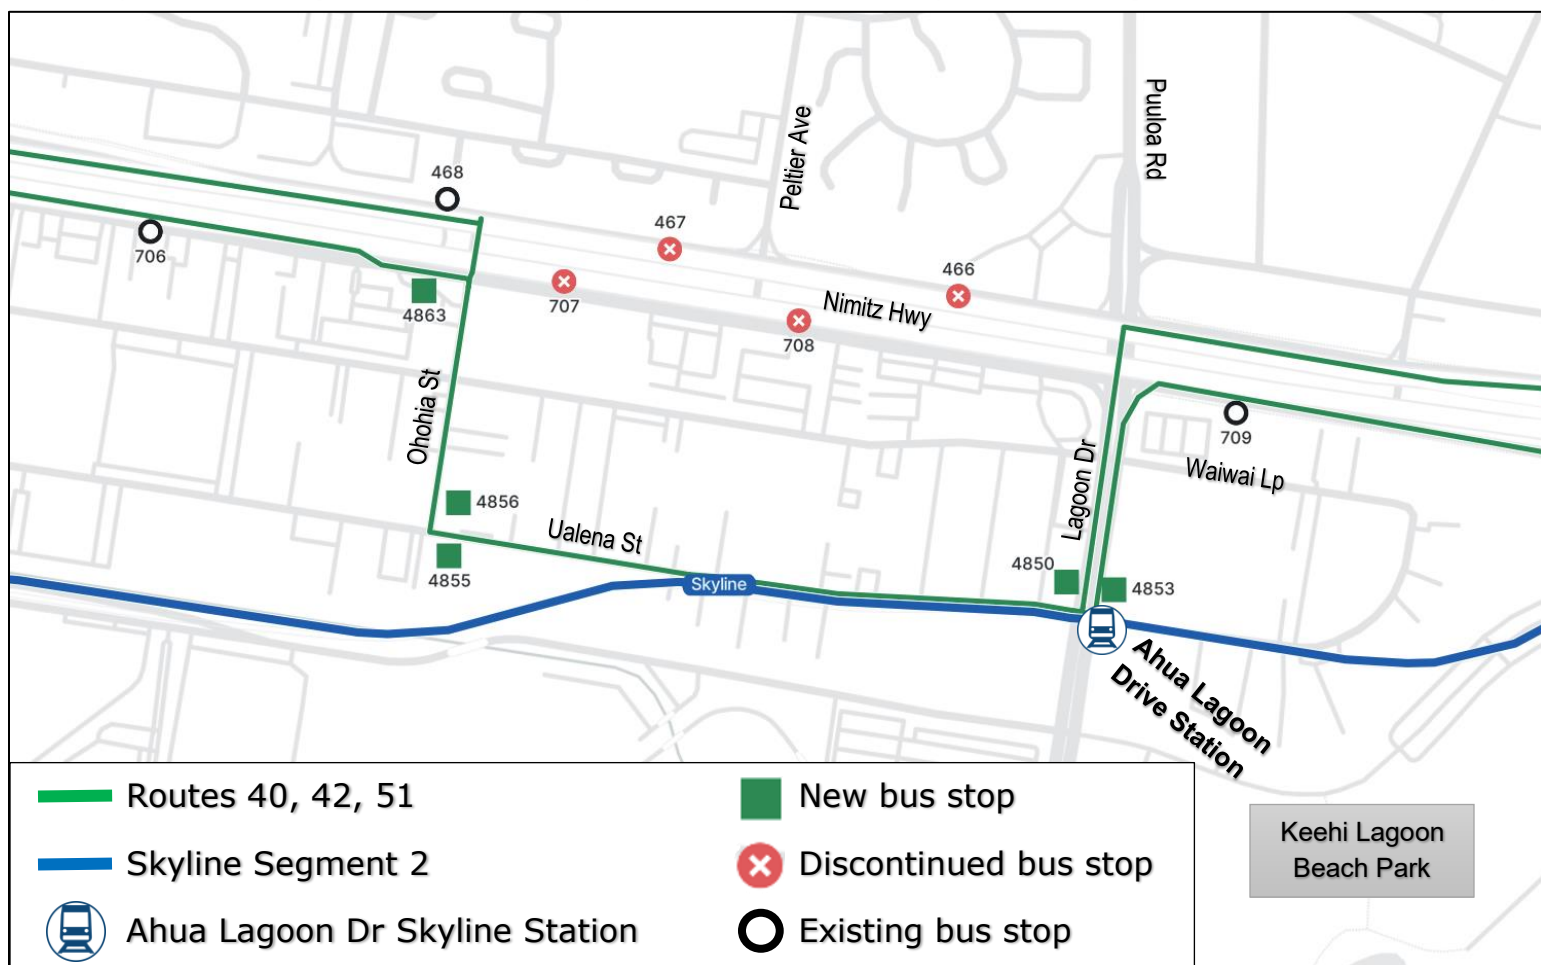 Puuloa Rd
Peltier Ave
468
467
706
466
4863
707
Nimitz Hwy
708
Ohohia St
709
Lagoon Dr
Waiwai Lp
4856
Ualena St
4855
Skyline
4850
4853
Ahua Lagoon
Drive Station
Routes 40, 42, 51
New bus stop
Skyline Segment 2
Discontinued bus stop
Ahua Lagoon Dr Skyline Station
Existing bus stop
Keehi Lagoon
Beach Park